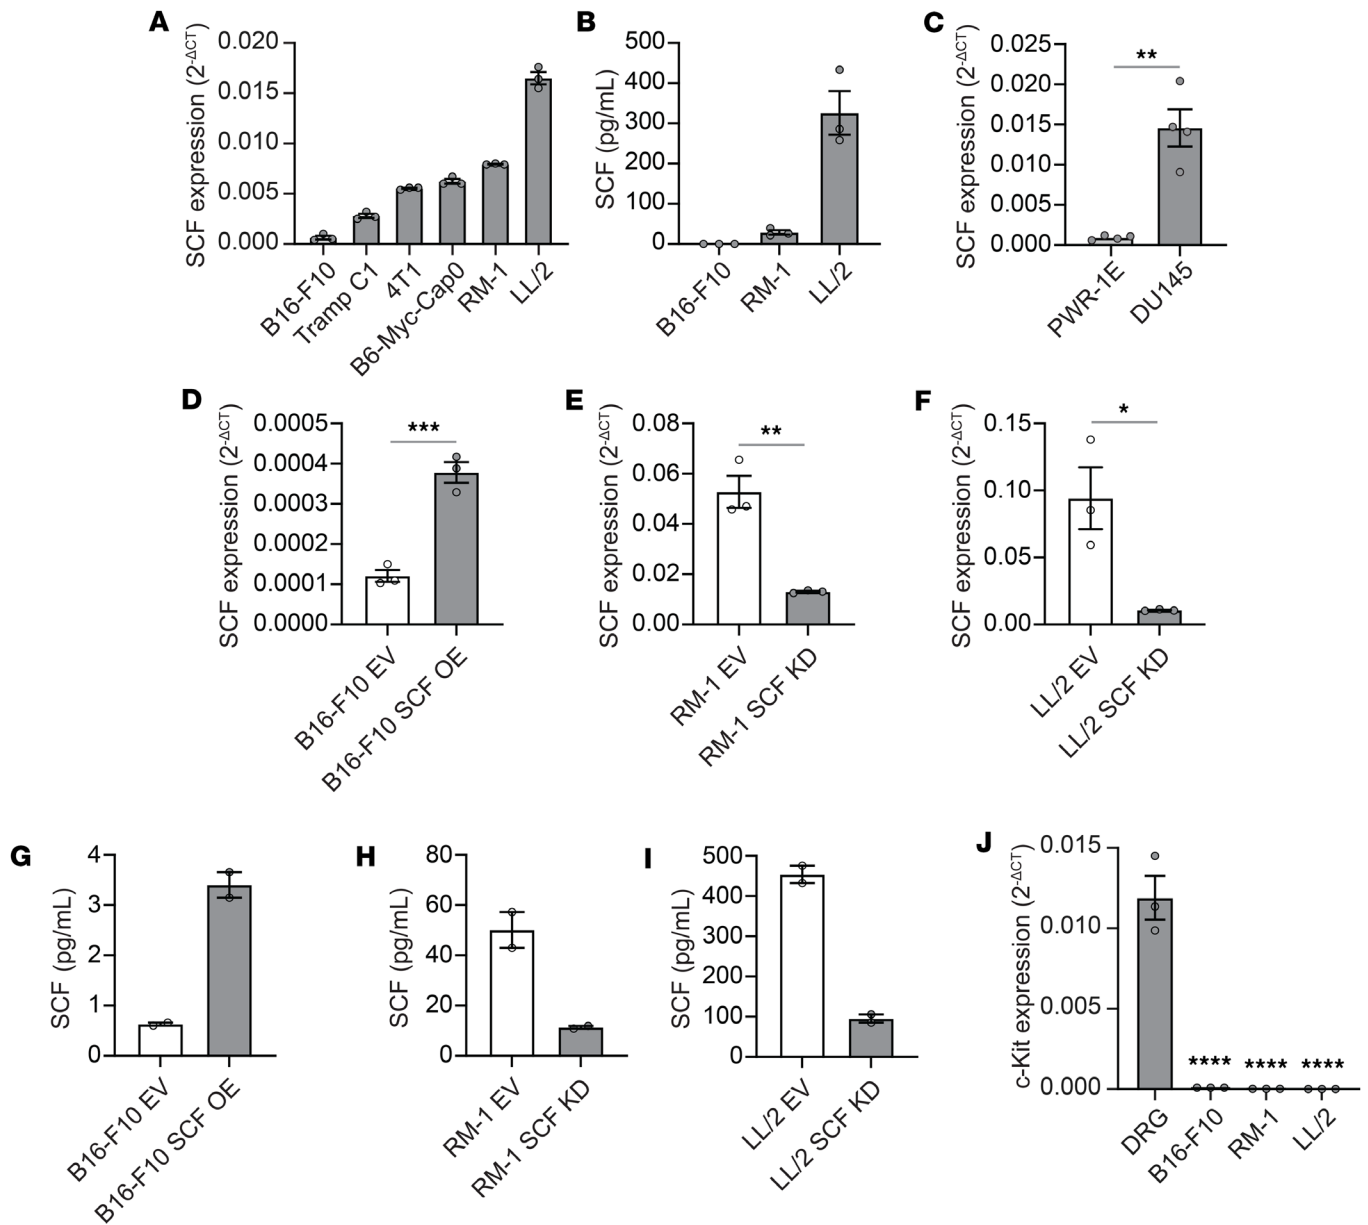 A
SCF expression (2-ΔCT)
0.020
0.015
0.010
0.005
0.000
B16-F10
Tramp C1
4T1
B6-Myc-Cap0
RM-1
LL/2
B
SCF (pg/mL)
500
400
300
200
100
0
B16-F10
RM-1
LL/2
C
SCF expression (2-ΔCT)
0.025
0.020
0.015
0.010
0.005
0.000
**
PWR-1E
DU145
D
SCF expression (2-ΔCT)
0.0005
0.0004
0.0003
0.0002
0.0001
0.0000
***
B16-F10 EV
B16-F10 SCF OE
E
SCF expression (2-ΔCT)
0.08
0.06
0.04
0.02
0.00
**
RM-1 EV
RM-1 SCF KD
F
SCF expression (2-ΔCT)
0.15
0.10
0.05
0.00
*
LL/2 EV
LL/2 SCF KD
G
SCF (pg/mL)
4
3
2
1
0
B16-F10 EV
B16-F10 SCF OE
H
SCF (pg/mL)
80
60
40
20
0
RM-1 EV
RM-1 SCF KD
I
SCF (pg/mL)
500
400
300
200
100
0
LL/2 EV
LL/2 SCF KD
J
c-Kit expression (2-ΔCT)
0.015
0.010
0.005
0.000
**** **** ****
DRG
B16-F10
RM-1
LL/2